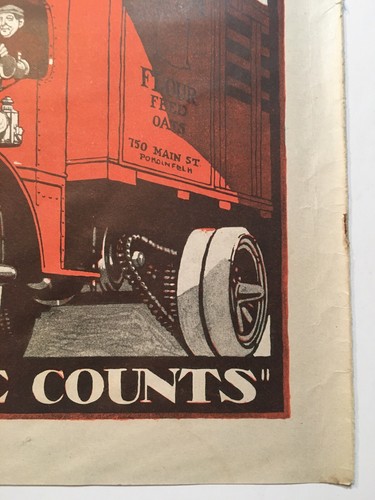 FLOUR
FEED
OATS
750 MAIN ST.
E COUNTS"